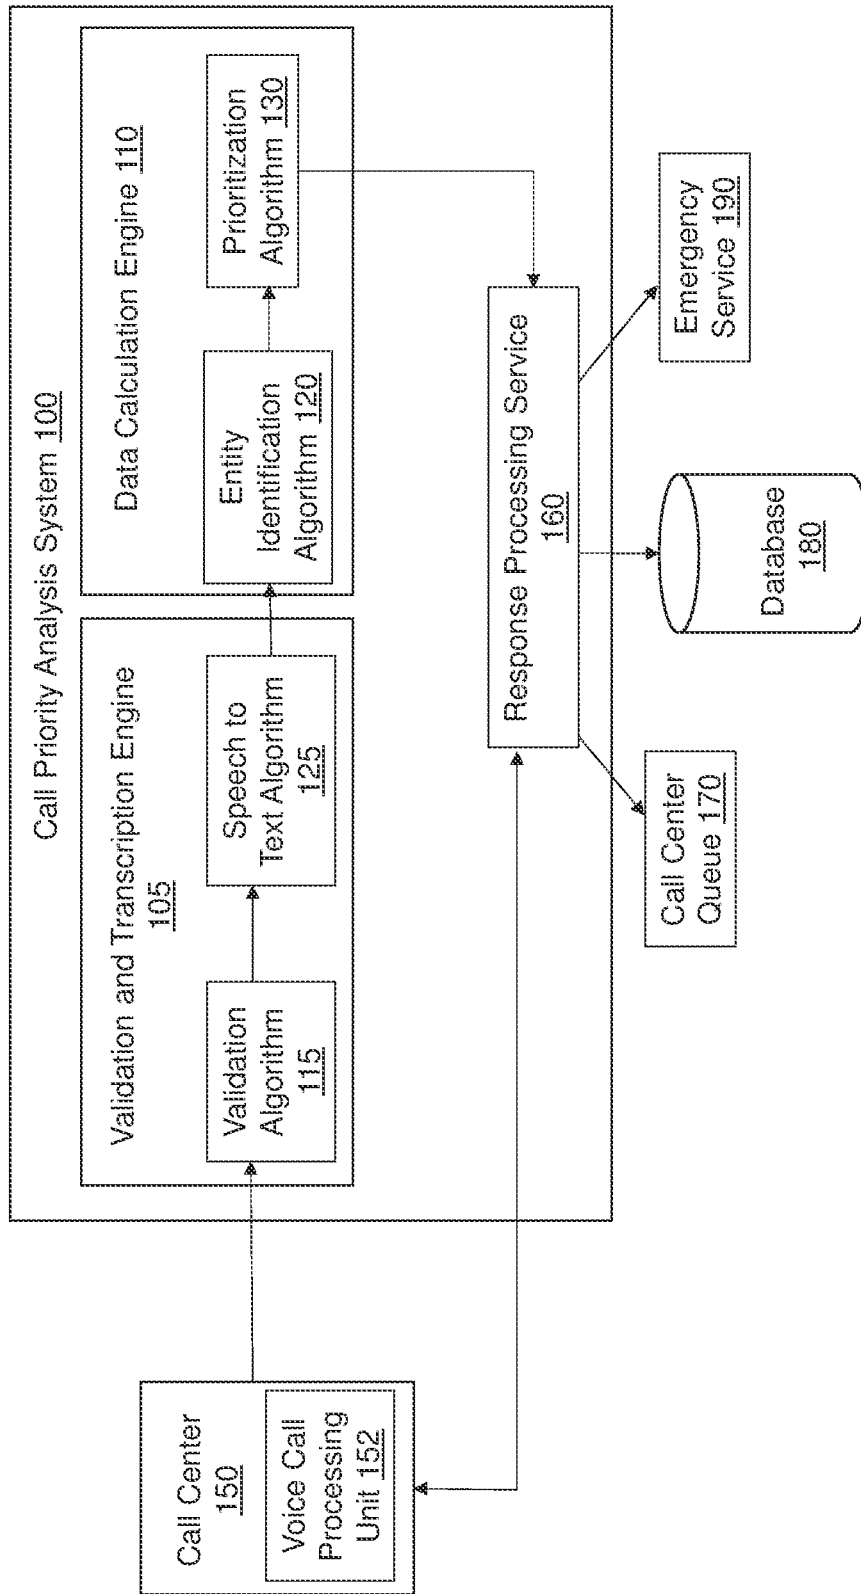 Call Priority Analysis System 100
Validation and Transcription Engine
105
Validation
Algorithm
115
Speech to
Text Algorithm
125
Data Calculation Engine 110
Entity
Identification
Algorithm 120
Prioritization
Algorithm 130
Call Center
150
Voice Call
Processing
Unit 152
Response Processing Service
160
Call Center
Queue 170
Database
180
Emergency
Service 190